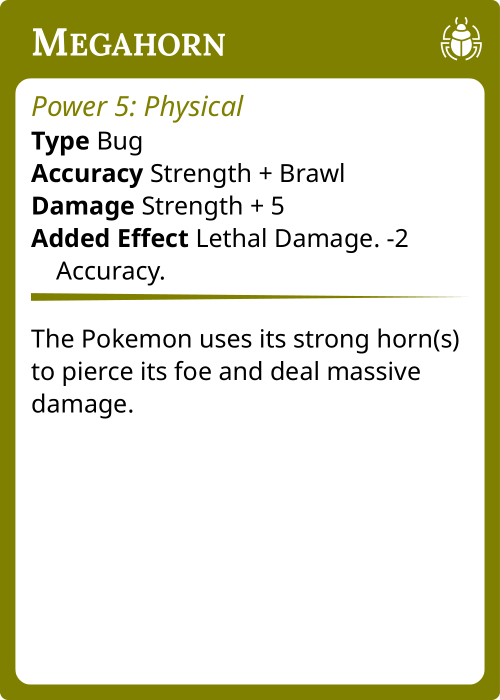 Megahorn
Power 5: Physical
Type Bug
Accuracy Strength + Brawl
Damage Strength + 5
Added Effect Lethal Damage. -2
Accuracy.
The Pokemon uses its strong horn(s)
to pierce its foe and deal massive
damage.